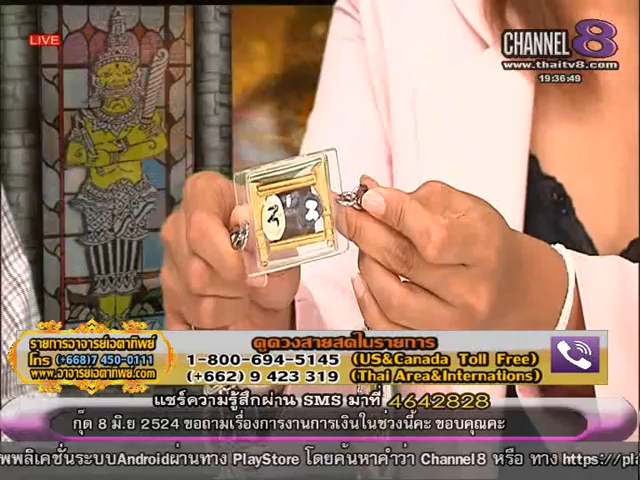 LIVE
CHANNEL 8
www.thaitv8.com
19:36:49
รายการอาจารย์เอตาทิพย์
โทร (+668)7 450-0111
www.อาจารย์เอตาทิพย์.com
ดูดวงสายสดในรายการ
1-800-694-5145 (US&Canada Toll Free)
(+662) 9 423 319 (Thai Area&Internations)
แชร์ความรู้สึกผ่าน SMS มาที่ 4642828
กุ๊ด 8 มิ.ย 2524 ขอถามเรื่องการงานการเงินในช่วงนี้คะ ขอบคุณคะ
พพลิเคชั่นระบบAndroidผ่านทาง PlayStore โดยค้นหาคำว่า Channel8 หรือ ทาง https://pl